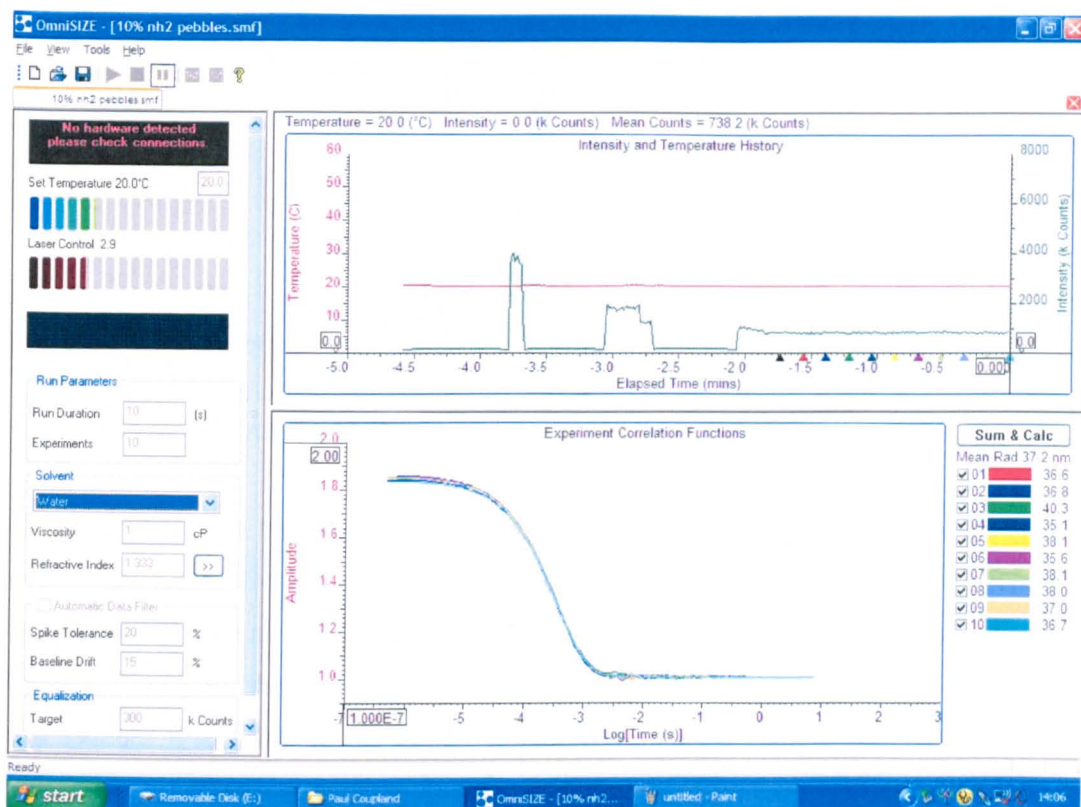 OmniSIZE - [10% nh2 pebbles.smf]
File View Tools Help
10% nh2 pebbles.smf
No hardware detected
please check connections.
Set Temperature 20.0°C 20.0
Laser Control 2.9
Run Parameters
Run Duration 10 (s)
Experiments 10
Solvent
Water
Viscosity 1 cP
Refractive Index 1.333 >>
Automatic Data Filter
Spike Tolerance 20 %
Baseline Drift 15 %
Equalization
Target 300 k Counts
Temperature = 20.0 (°C) Intensity = 0.0 (k Counts) Mean Counts = 738.2 (k Counts)
Intensity and Temperature History
60
50
40
30
20
10
0.0
Temperature (C)
8000
6000
4000
2000
0.0
Intensity (k Counts)
-5.0 -4.5 -4.0 -3.5 -3.0 -2.5 -2.0 -1.5 -1.0 -0.5 0.000
Elapsed Time (mins)
Experiment Correlation Functions
2.0
2.00
1.8
1.6
1.4
1.2
1.0
Amplitude
-7 1.000E-7 -5 -4 -3 -2 -1 0 1 2 3
Log[Time (s)]
Sum & Calc
Mean Rad 37.2 nm
01 36.6
02 36.8
03 40.3
04 35.1
05 38.1
06 35.6
07 38.1
08 38.0
09 37.0
10 36.7
Ready
start Removable Disk (E:) Paul Coupland OmniSIZE - [10% nh2... untitled - Paint 14:06